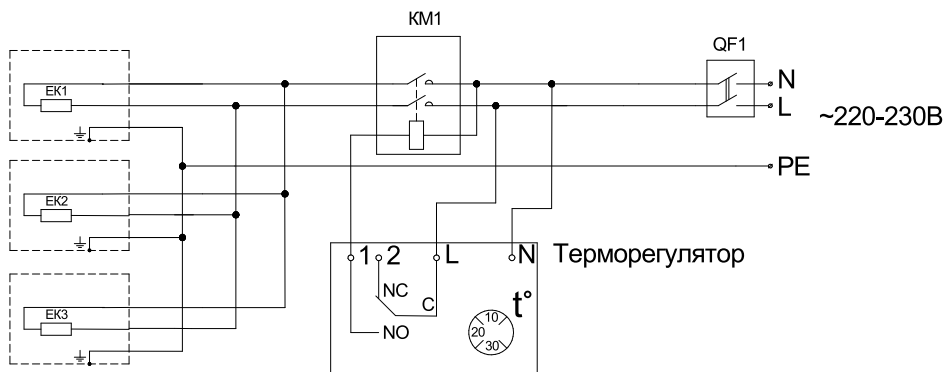 KM1
QF1
EK1
N
L
~220-230В
PE
EK2
EK3
1 2 L N Терморегулятор
NC
C
NO
t°
10
20
30